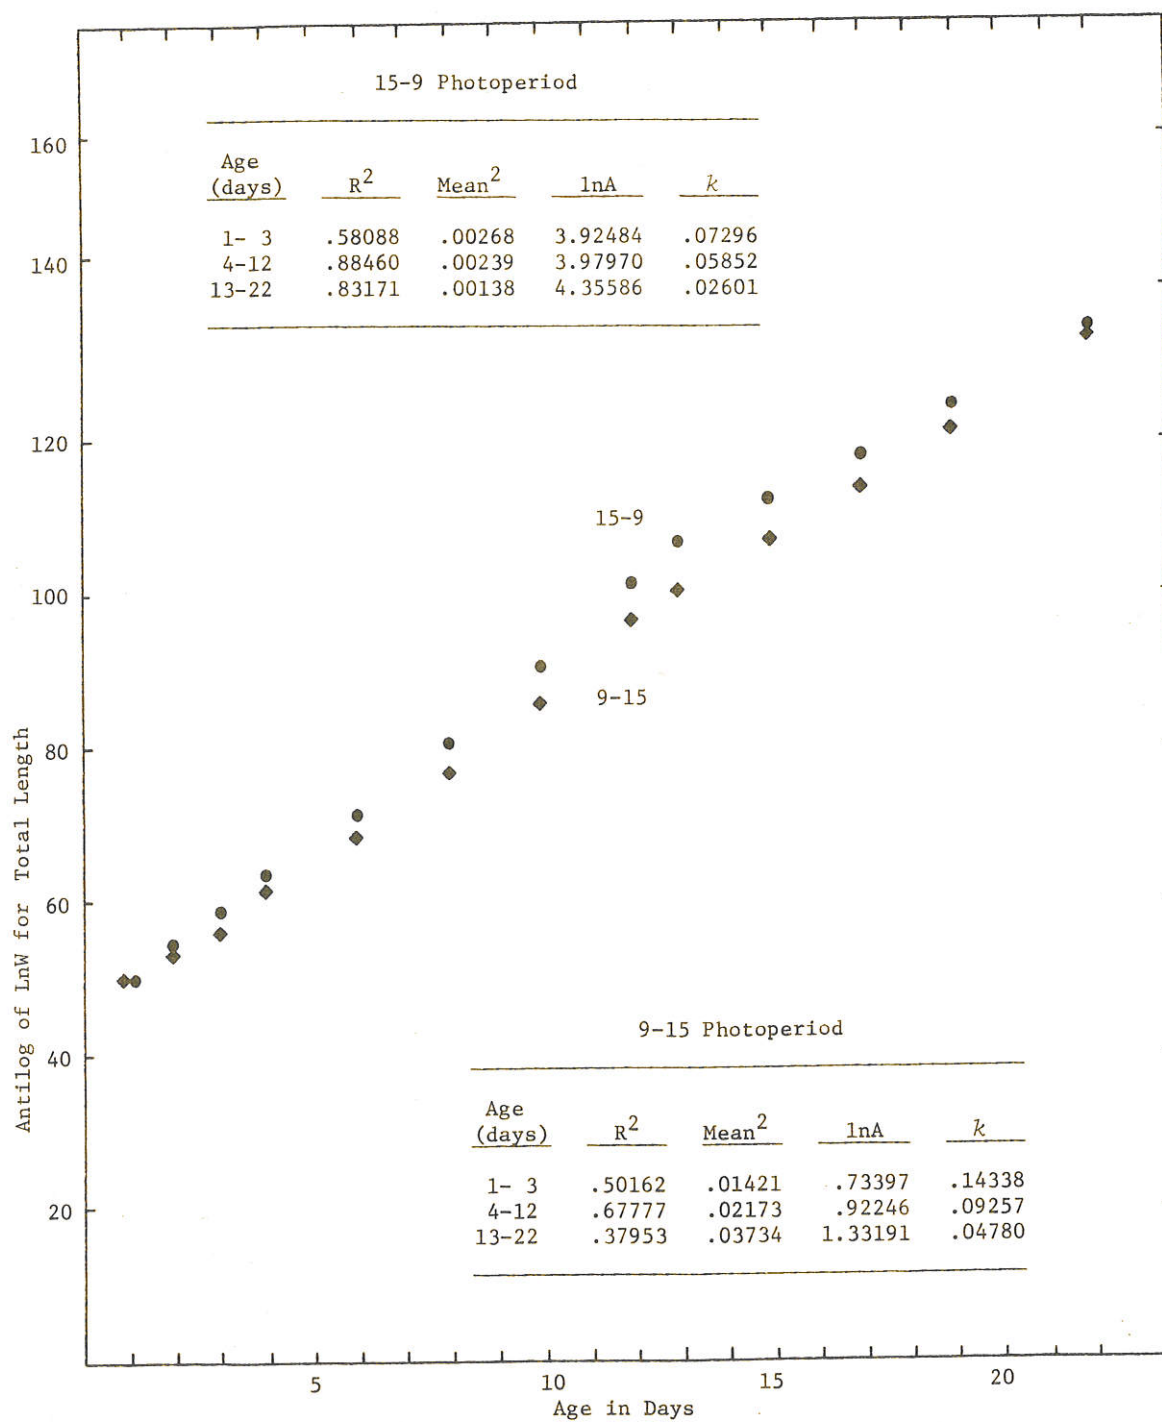 15-9 Photoperiod
Age
(days) R2 Mean2 lnA k
1- 3 .58088 .00268 3.92484 .07296
4-12 .88460 .00239 3.97970 .05852
13-22 .83171 .00138 4.35586 .02601
160
140
120
100
80
60
40
20
15-9
9-15
Antilog of LnW for Total Length
9-15 Photoperiod
Age
(days) R2 Mean2 lnA k
1- 3 .50162 .01421 .73397 .14338
4-12 .67777 .02173 .92246 .09257
13-22 .37953 .03734 1.33191 .04780
5 10 15 20
Age in Days